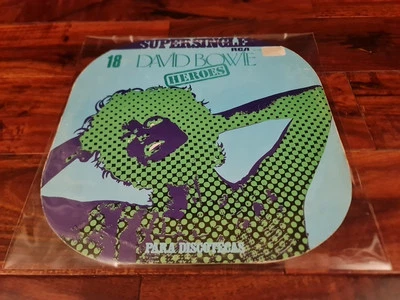 SUPERSINGLE
RCA
18 DAVID BOWIE
HEROES
PARA DISCOTECAS